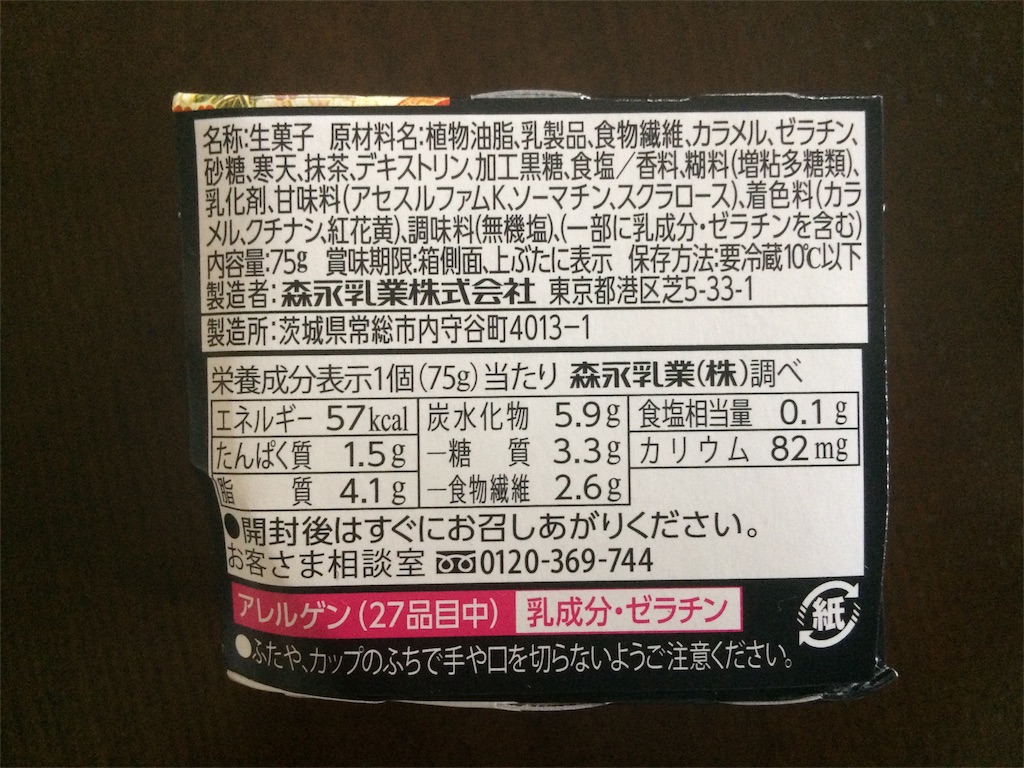 名称:生菓子 原材料名:植物油脂、乳製品、食物繊維、カラメル、ゼラチン、
砂糖、寒天、抹茶、デキストリン、加工黒糖、食塩/香料、糊料(増粘多糖類)、
乳化剤、甘味料(アセスルファムK、ソーマチン、スクラロース)、着色料(カラ
メル、クチナシ、紅花黄)、調味料(無機塩)、(一部に乳成分・ゼラチンを含む)
内容量:75g 賞味期限:箱側面、上ぶたに表示 保存方法:要冷蔵10℃以下
製造者:森永乳業株式会社 東京都港区芝5-33-1
製造所:茨城県常総市内守谷町4013-1
栄養成分表示1個(75g)当たり 森永乳業(株)調べ
エネルギー 57kcal 炭水化物 5.9g 食塩相当量 0.1g
たんぱく質 1.5g －糖質 3.3g カリウム 82mg
脂質 4.1g －食物繊維 2.6g
●開封後はすぐにお召しあがりください。
お客さま相談室 0120-369-744
アレルゲン(27品目中) 乳成分・ゼラチン
紙
●ふたや、カップのふちで手や口を切らないようご注意ください。